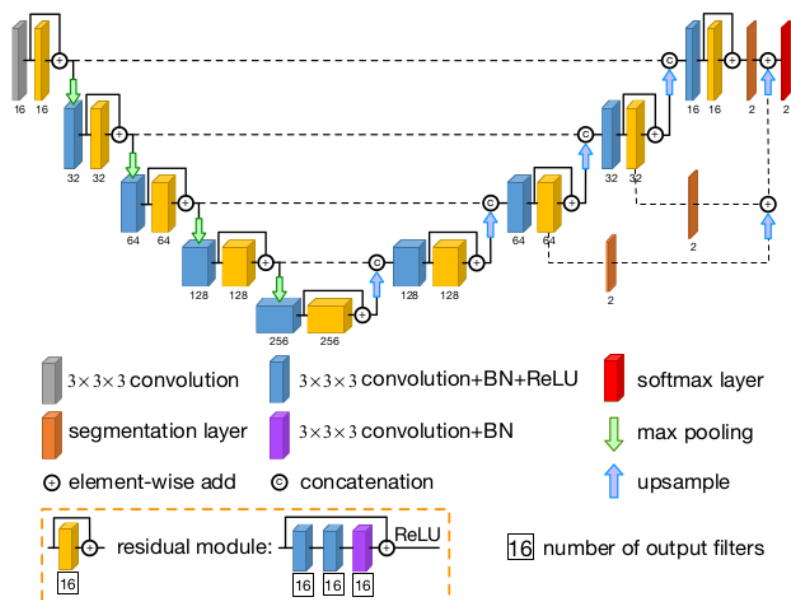 16 16 16 16 2 2
32 32 32 32
64 64 64 64 2
128 128 128 128 2
256 256
3×3×3 convolution 3×3×3 convolution+BN+ReLU softmax layer
segmentation layer 3×3×3 convolution+BN max pooling
+ element-wise add C concatenation upsample
residual module: ReLU
16 number of output filters
16 16 16 16